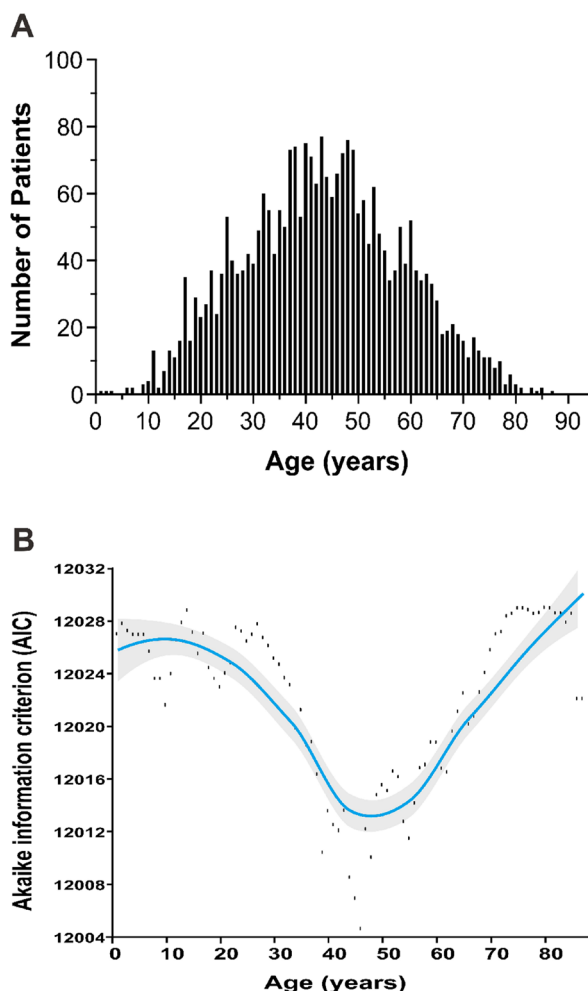 A
100
80
60
40
20
0
Number of Patients
0 10 20 30 40 50 60 70 80 90
Age (years)
B
12032
12028
12024
12020
12016
12012
12008
12004
Akaike information criterion (AIC)
0 10 20 30 40 50 60 70 80
Age (years)